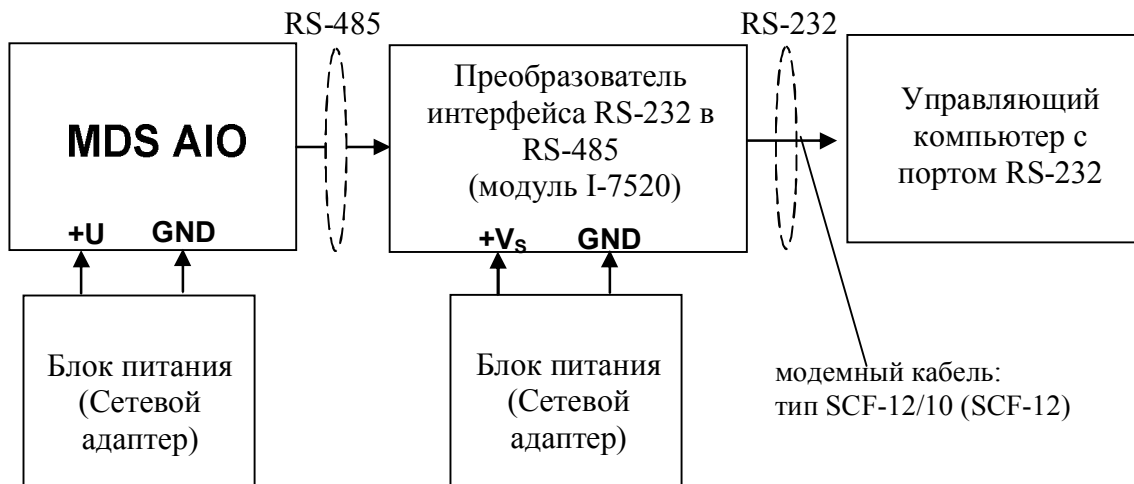 RS-485
RS-232
MDS AIO
+U GND
Преобразователь
интерфейса RS-232 в
RS-485
(модуль I-7520)
+VS GND
Управляющий
компьютер с
портом RS-232
Блок питания
(Сетевой
адаптер)
Блок питания
(Сетевой
адаптер)
модемный кабель:
тип SCF-12/10 (SCF-12)